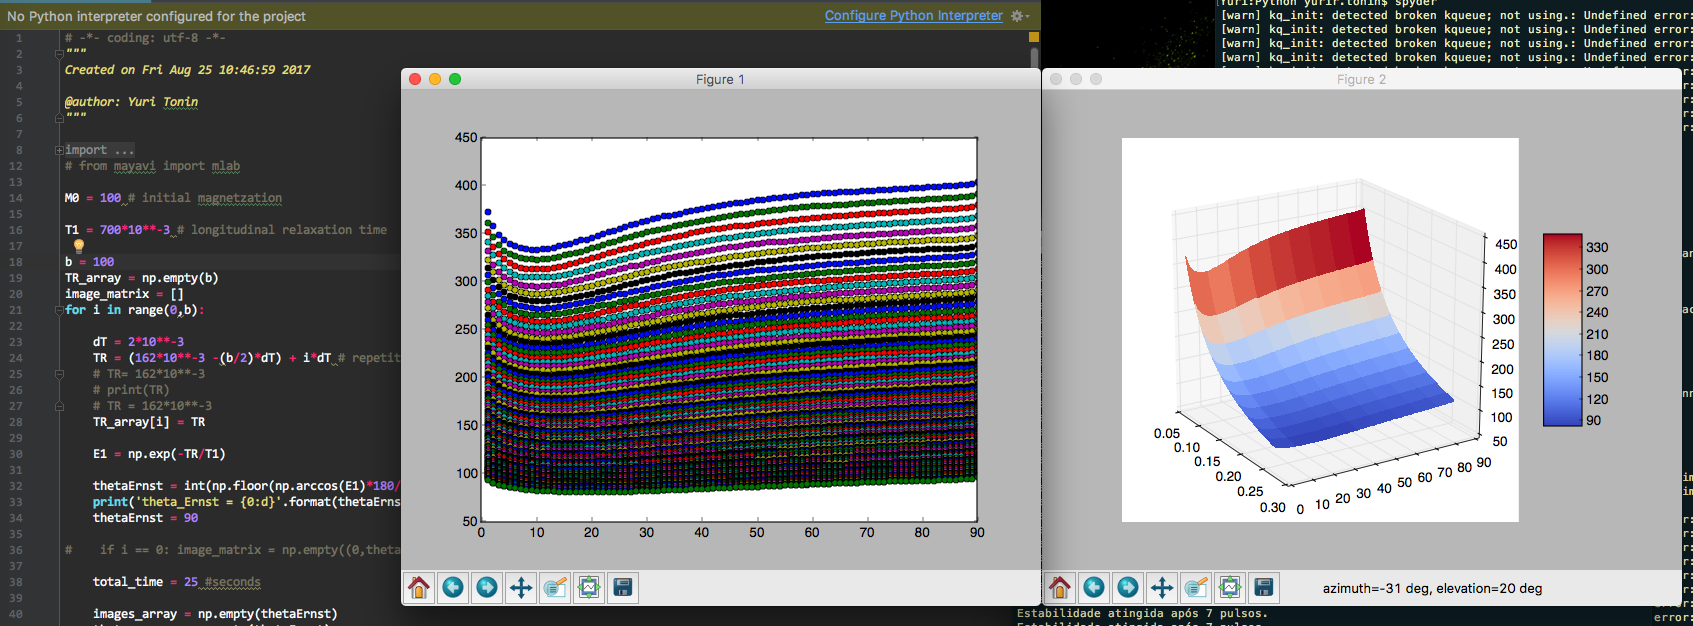 No Python interpreter configured for the project
Configure Python Interpreter
1 # -*- coding: utf-8 -*-
2 """
3 Created on Fri Aug 25 10:46:59 2017
4
5 @author: Yuri Tonin
6 """
7
8 import ...
12 # from mayavi import mlab
13
14 M0 = 100 # initial magnetzation
15
16 T1 = 700*10**-3 # longitudinal relaxation time
17
18 b = 100
19 TR_array = np.empty(b)
20 image_matrix = []
21 for i in range(0,b):
22
23 dT = 2*10**-3
24 TR = (162*10**-3 -(b/2)*dT) + i*dT # repetit
25 # TR= 162*10**-3
26 # print(TR)
27 # TR = 162*10**-3
28 TR_array[i] = TR
29
30 E1 = np.exp(-TR/T1)
31
32 thetaErnst = int(np.floor(np.arccos(E1)*180/
33 print('theta_Ernst = {0:d}'.format(thetaErns
34 thetaErnst = 90
35
36 # if i == 0: image_matrix = np.empty((0,theta
37
38 total_time = 25 #seconds
39
40 images_array = np.empty(thetaErnst)
Yuri:Python yurir.tonin$ spyder
[warn] kq_init: detected broken kqueue; not using.: Undefined error:
[warn] kq_init: detected broken kqueue; not using.: Undefined error:
[warn] kq_init: detected broken kqueue; not using.: Undefined error:
[warn] kq_init: detected broken kqueue; not using.: Undefined error:
Figure 1
450
400
350
300
250
200
150
100
50
0 10 20 30 40 50 60 70 80 90
Figure 2
450
400
350
300
250
200
150
100
50
0.05
0.10
0.15
0.20
0.25
0.30
0 10 20 30 40 50 60 70 80 90
330
300
270
240
210
180
150
120
90
azimuth=-31 deg, elevation=20 deg
Estabilidade atingida após 7 pulsos.
error: